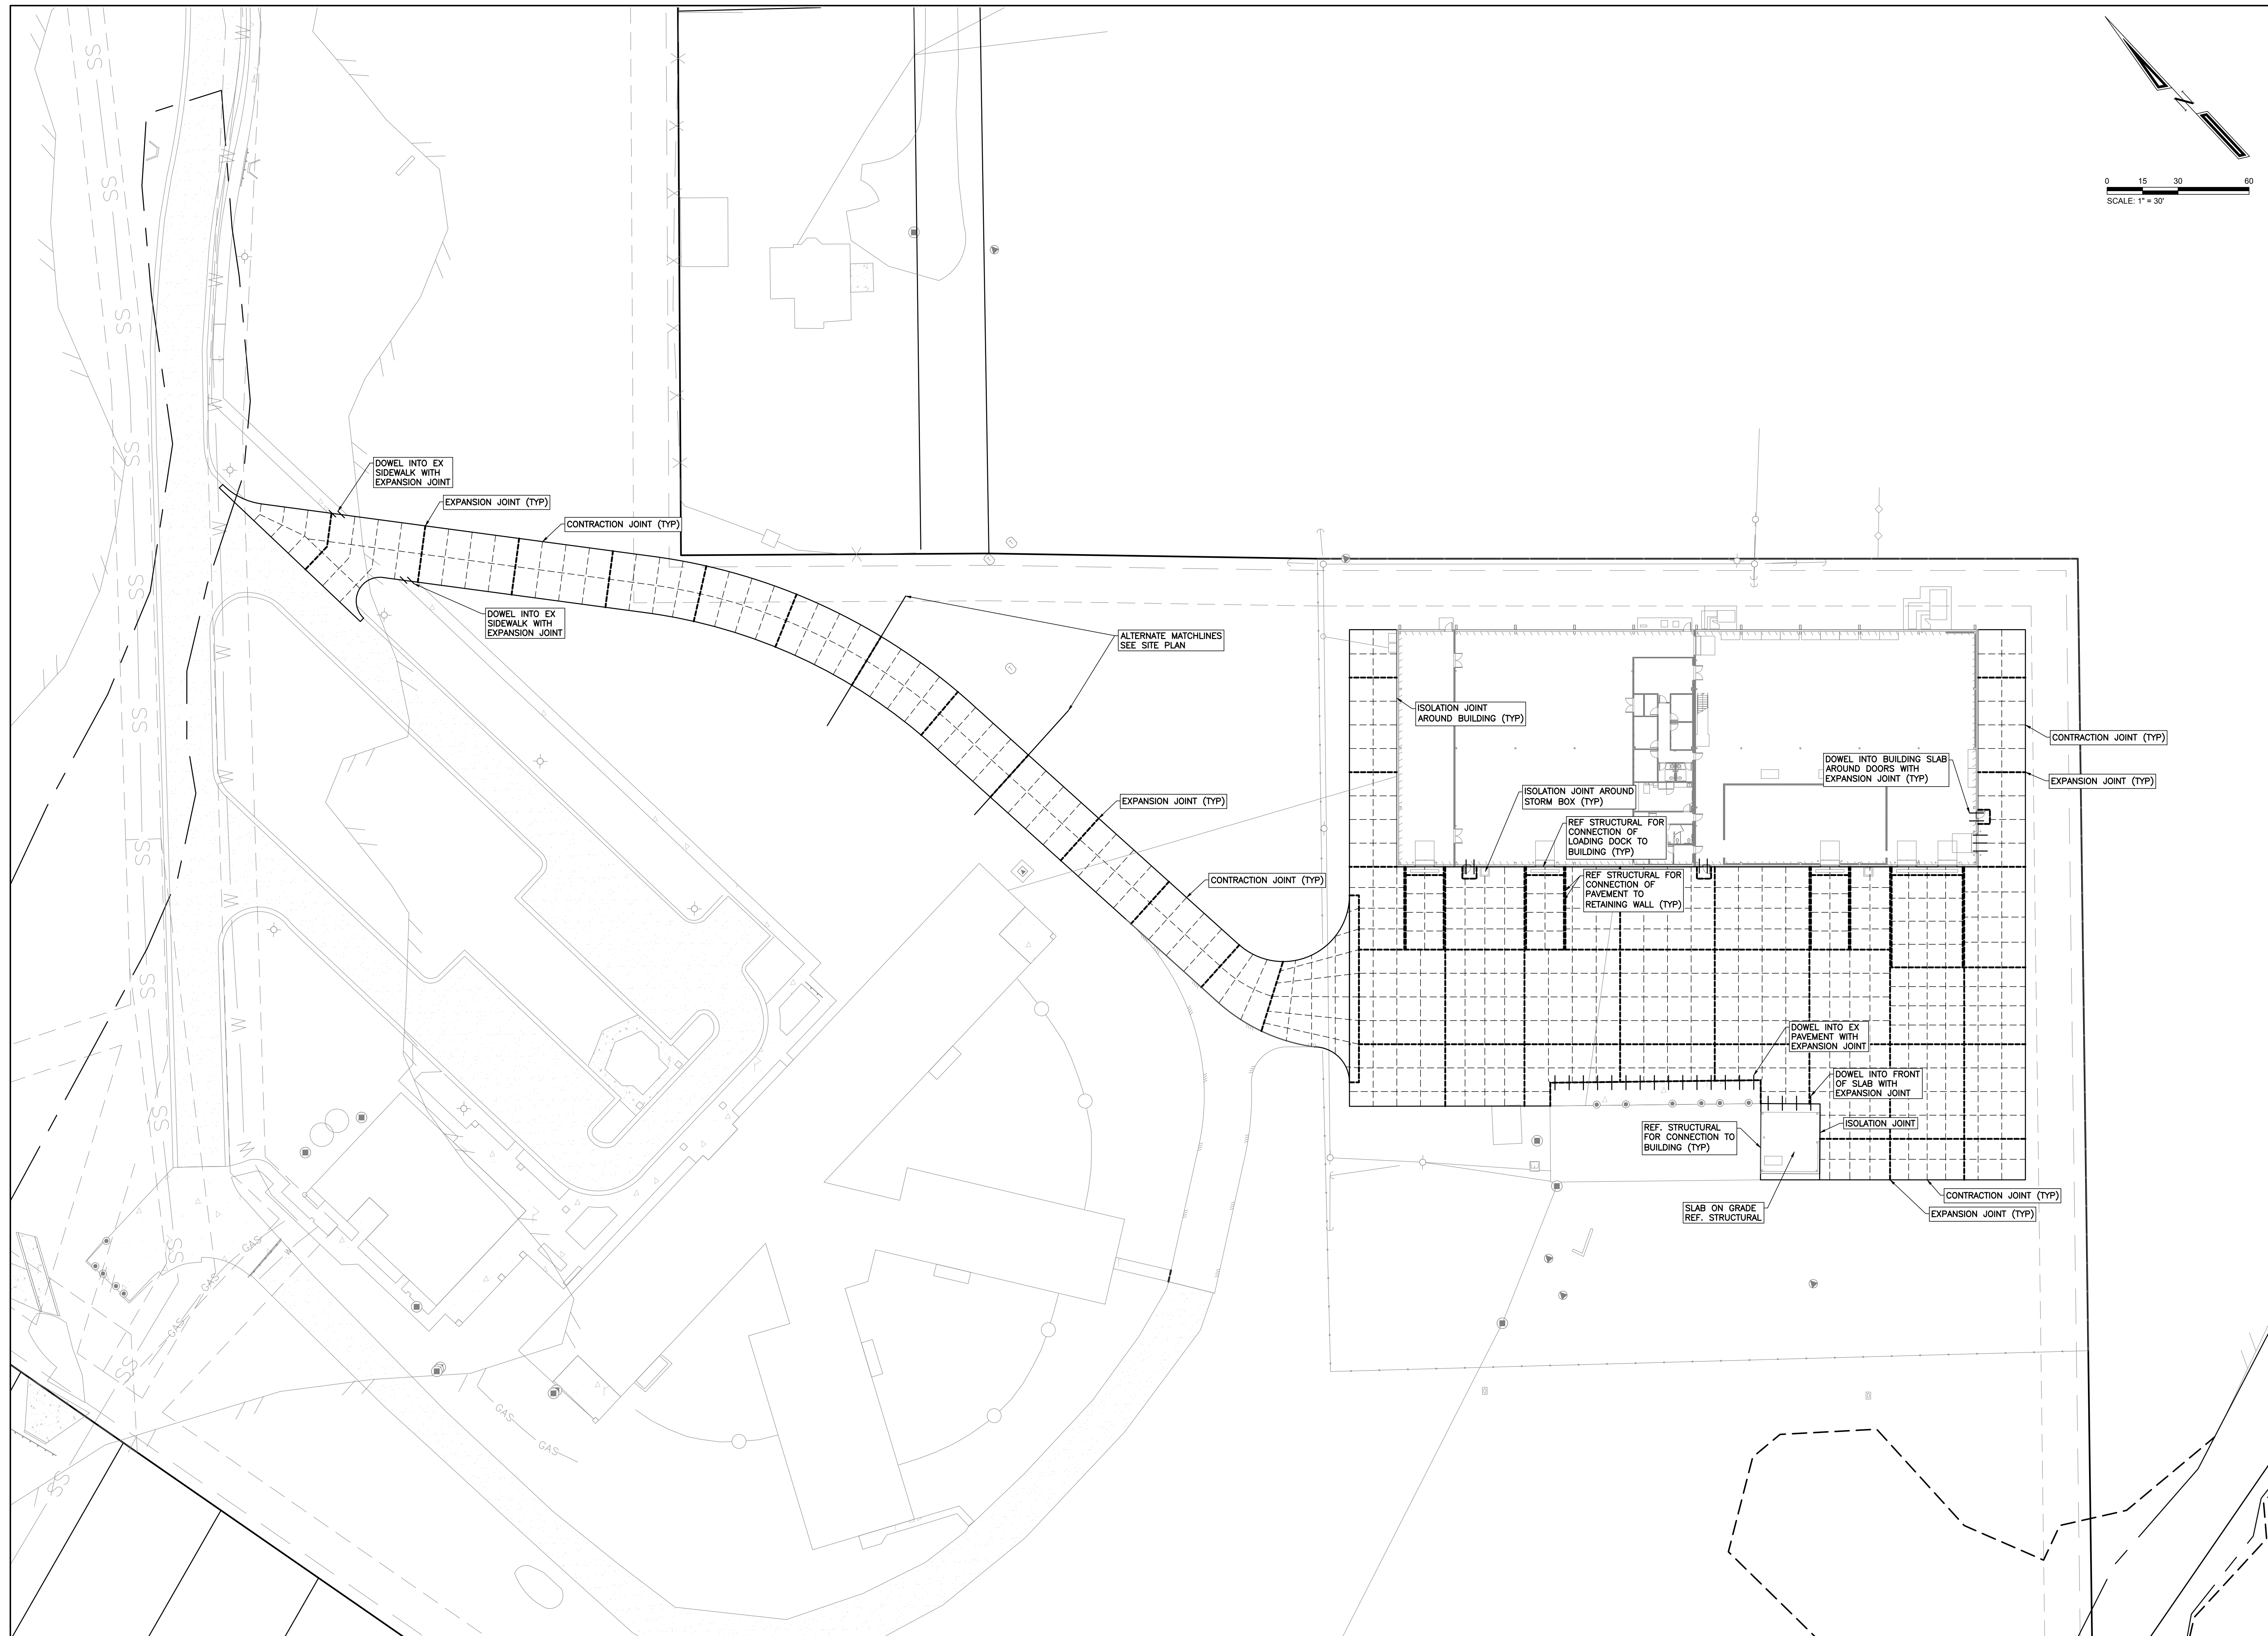 N
0 15 30 60
SCALE: 1" = 30'
SS
SS
SS
SS
SS
SS
SS
SS
SS
SS
SS
SS
SS
W
W
W
W
W
W
W
W
W
W
W
W
DOWEL INTO EX
SIDEWALK WITH
EXPANSION JOINT
EXPANSION JOINT (TYP)
CONTRACTION JOINT (TYP)
DOWEL INTO EX
SIDEWALK WITH
EXPANSION JOINT
ALTERNATE MATCHLINES
SEE SITE PLAN
ISOLATION JOINT
AROUND BUILDING (TYP)
CONTRACTION JOINT (TYP)
DOWEL INTO BUILDING SLAB
AROUND DOORS WITH
EXPANSION JOINT (TYP)
EXPANSION JOINT (TYP)
ISOLATION JOINT AROUND
STORM BOX (TYP)
EXPANSION JOINT (TYP)
REF STRUCTURAL FOR
CONNECTION OF
LOADING DOCK TO
BUILDING (TYP)
REF STRUCTURAL FOR
CONNECTION OF
PAVEMENT TO
RETAINING WALL (TYP)
CONTRACTION JOINT (TYP)
DOWEL INTO EX
PAVEMENT WITH
EXPANSION JOINT
DOWEL INTO FRONT
OF SLAB WITH
EXPANSION JOINT
ISOLATION JOINT
REF. STRUCTURAL
FOR CONNECTION TO
BUILDING (TYP)
CONTRACTION JOINT (TYP)
SLAB ON GRADE
REF. STRUCTURAL
EXPANSION JOINT (TYP)
GAS
GAS
GAS
GAS
GAS